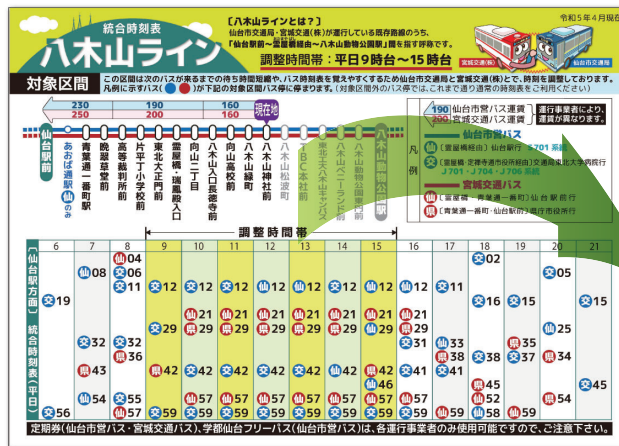 統合時刻表
八木山ライン
〔八木山ラインとは？〕
仙台市交通局・宮城交通(株)が運行している既存路線のうち、
「仙台駅前～霊屋橋経由～八木山動物公園駅」間を指す呼称です。
調整時間帯：平日9時台～15時台
令和5年4月現在
宮城交通(株)
仙台市交通局
対象区間
この区間は次のバスが来るまでの待ち時間短縮や、バス時刻表を覚えやすくするため仙台市交通局と宮城交通(株)とで、時刻を調整しております。
凡例に示すバス(●●)が下記の対象区間バス停に停まります。(対象区間外のバス停ではこれまで通り通常の時刻表をご利用ください)
230 190 160
250 200 160
現在地
仙台駅前
あおば通駅 仙のみ
青葉通一番町駅
晩翠草堂前
高等裁判所前
片平丁小学校前
東北大正門前
霊屋橋・瑞鳳殿入口
向山二丁目
向山高校前
八木山入口長徳寺前
八木山緑町
八木山神社前
八木山松波町
TBC本社前
東北工大八木山キャンパス
八木山ベニーランド前
八木山動物公園東門前
八木山動物公園駅
凡例
190 仙台市営バス運賃
200 宮城交通バス運賃
運行事業者により、
運賃が異なります。
仙台市営バス
仙 (霊屋橋経由)仙台駅行 J701系統
交 (霊屋橋・定禅寺通市役所経由)交通局東北大学病院行
J701・J704・J706系統
宮城交通バス
仙 (霊屋橋・青葉通一番町)仙台駅前行
県 (青葉通一番町・仙台駅前)県庁市役所行
調整時間帯
〔仙台駅方面〕統合時刻表(平日)
6 7 8 9 10 11 12 13 14 15 16 17 18 19 20 21
仙04 交02
仙08 交06 交05
交11 交12 交12 交12 仙12 仙12 交12 仙12 仙12 交11
交19 交16 交15 交15
仙21 仙21 仙21 仙21 仙21 仙21 仙21
交29 県29 県29 交29 県29 県29 交29 県29 仙25
交32 交32 交31 仙33 県35
県36 県38 交38 交37 県34
県43 県42 交42 交42 交42 仙42 交42 県42 交41 交41 県45 交45
仙46
仙54 交55 仙52 仙54
交56 仙57 仙57 仙57 仙57 仙57 仙57 仙57 仙57 仙58
交59 交59 交59 交59 交59 交59 交59 仙59 県59
定期券(仙台市営バス・宮城交通バス)、学都仙台フリーパス(仙台市営バス)は、各運行事業者のみ使用可能ですので、ご注意下さい。